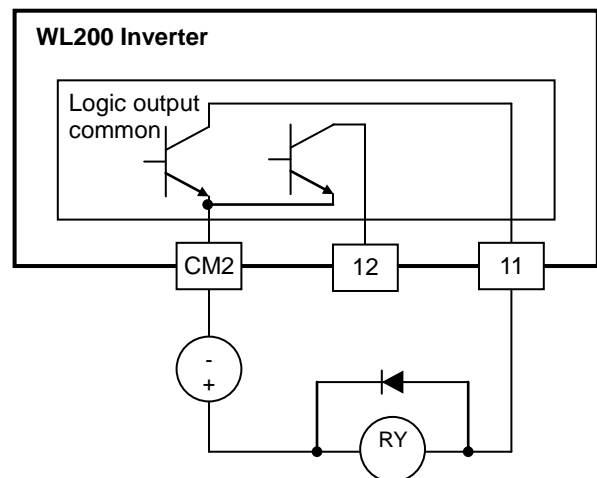 WL200 Inverter
Logic output
common
CM2
12
11
-
+
RY